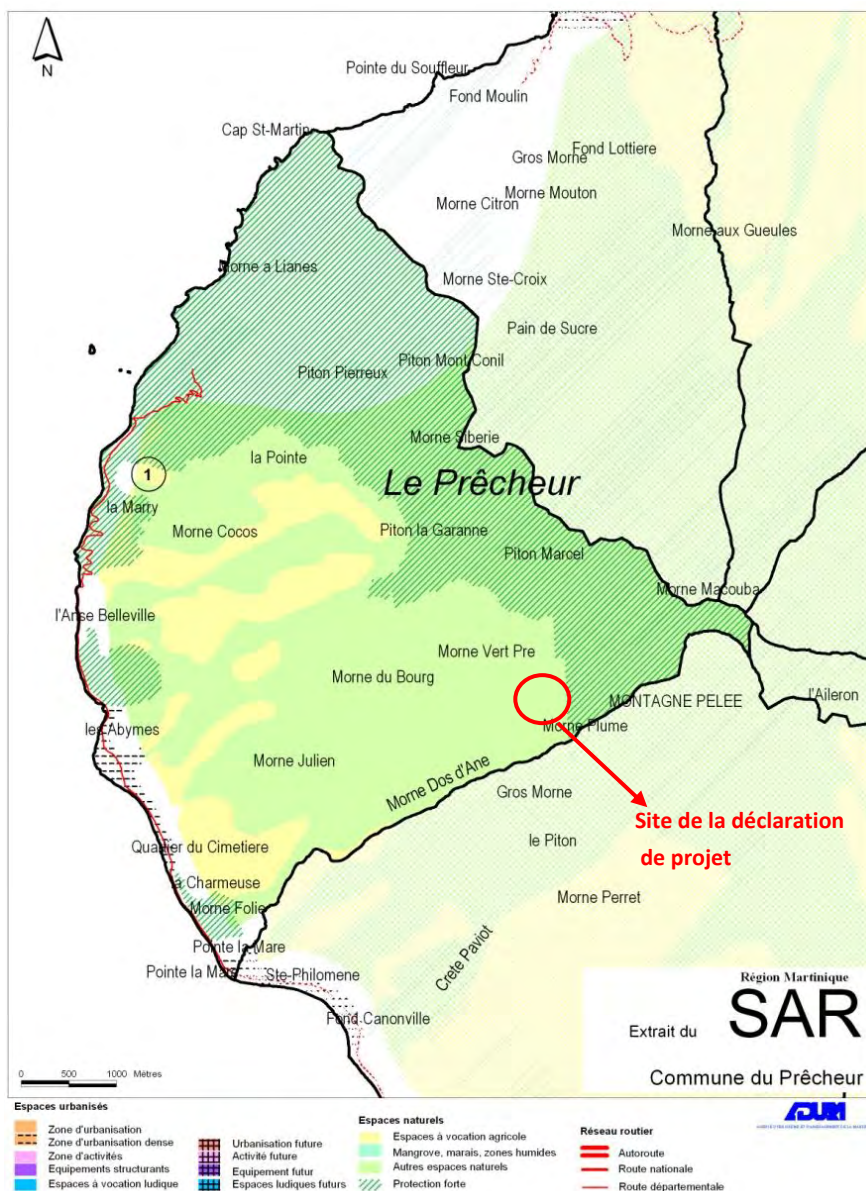 N
Pointe du Souffleur
Fond Moulin
Cap St-Martin
Gros Morne
Fond Lottiere
Morne Mouton
Morne Citron
Morne aux Gueules
Morne a Lianes
Morne Ste-Croix
Pain de Sucre
Piton Mont Conil
Piton Pierreux
Morne Siberie
la Pointe
1
Le Prêcheur
la Marry
Morne Cocos
Piton la Garanne
Piton Marcel
Morne Macouba
l'Anse Belleville
Morne Vert Pre
Morne du Bourg
MONTAGNE PELEE
l'Aileron
les Abymes
Morne Plume
Morne Julien
Morne Dos d'Ane
Gros Morne
Site de la déclaration
de projet
le Piton
Quartier du Cimetiere
la Charmeuse
Morne Perret
Morne Folie
Crete Paviot
Pointe la Mare
Pointe la Mare
Ste-Philomene
Fond Canonville
Région Martinique
Extrait du SAR
Commune du Prêcheur
0 500 1000 Mètres
Espaces urbanisés
Zone d'urbanisation
Zone d'urbanisation dense
Zone d'activités
Equipements structurants
Espaces à vocation ludique
Urbanisation future
Activité future
Equipement futur
Espaces ludiques futurs
Espaces naturels
Espaces à vocation agricole
Mangrove, marais, zones humides
Autres espaces naturels
Protection forte
Réseau routier
Autoroute
Route nationale
Route départementale
ADUAM